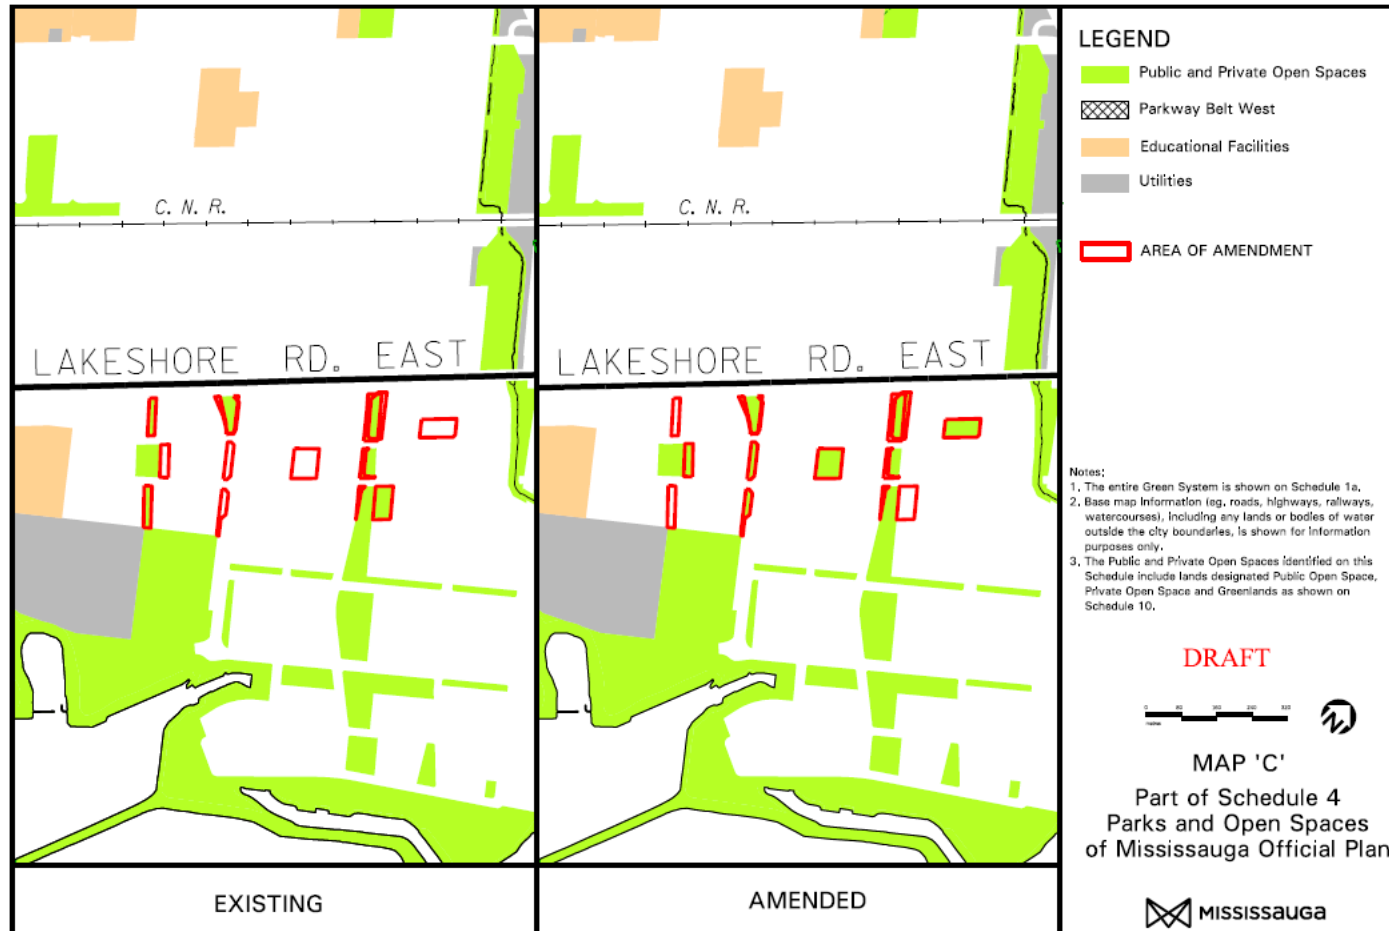 C. N. R.
LAKESHORE RD. EAST
EXISTING
C. N. R.
LAKESHORE RD. EAST
AMENDED
LEGEND
Public and Private Open Spaces
Parkway Belt West
Educational Facilities
Utilities
AREA OF AMENDMENT
Notes:
1. The entire Green System is shown on Schedule 1a.
2. Base map Information (eg. roads, highways, railways,
watercourses), including any lands or bodies of water
outside the city boundaries, is shown for information
purposes only.
3. The Public and Private Open Spaces identified on this
Schedule include lands designated Public Open Space,
Private Open Space and Greenlands as shown on
Schedule 10.
DRAFT
MAP 'C'
Part of Schedule 4
Parks and Open Spaces
of Mississauga Official Plan
MISSISSAUGA